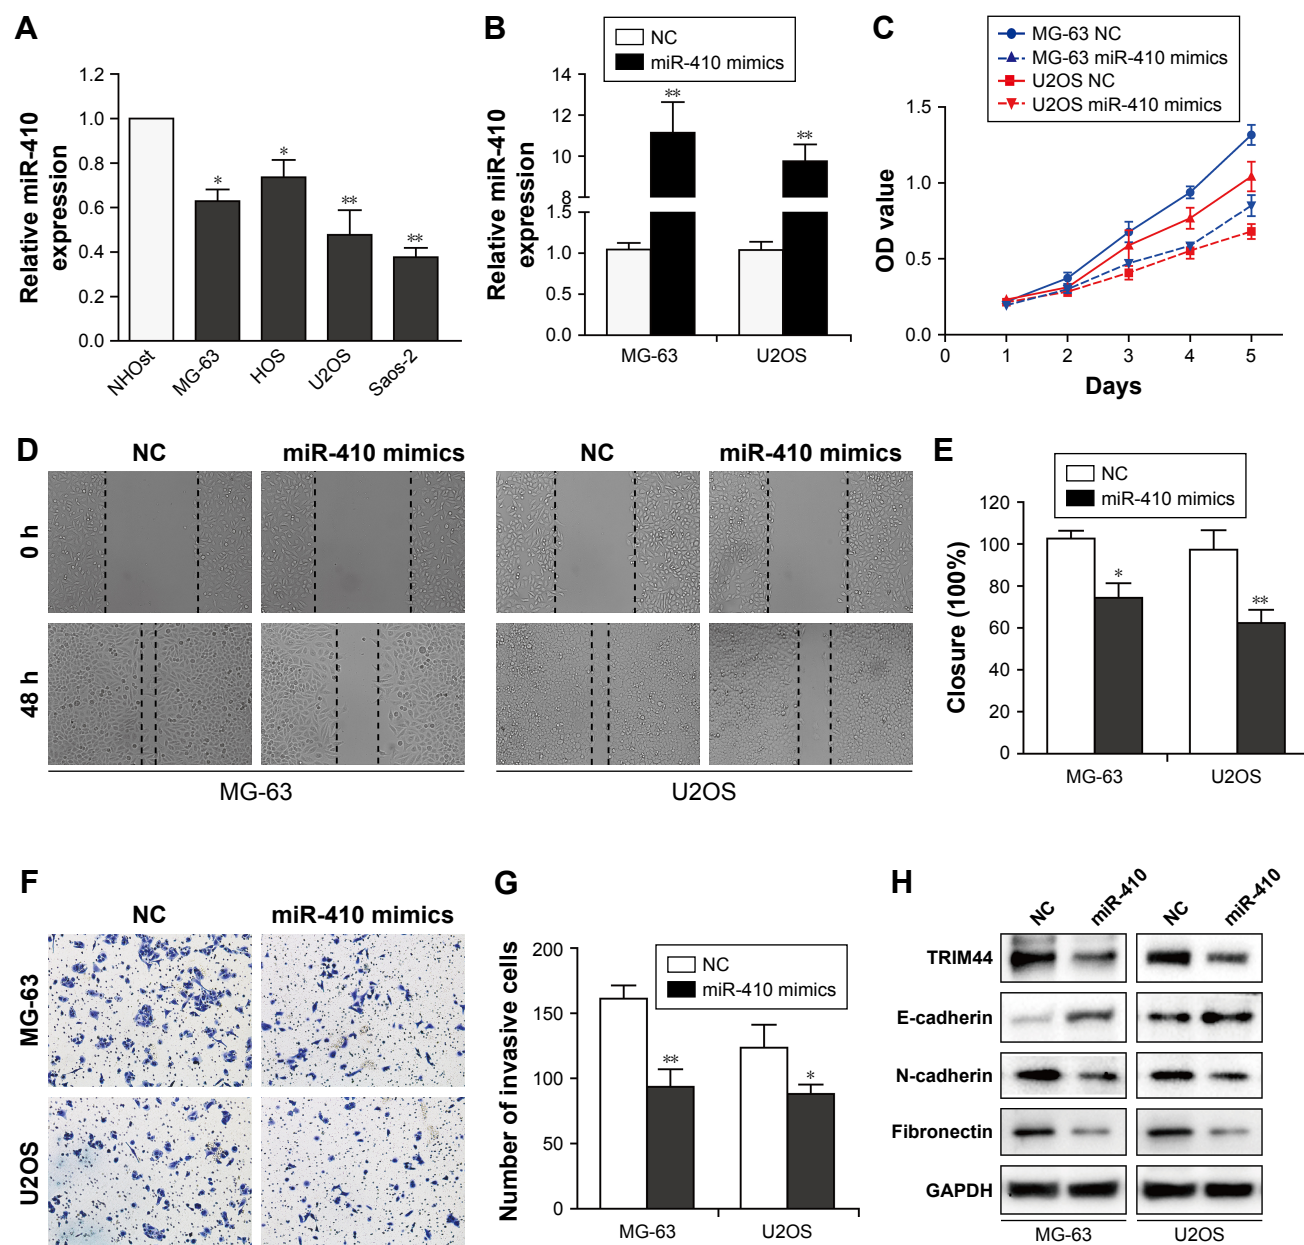 A
Relative miR-410
expression
1.2
1.0
0.8
0.6
0.4
0.2
0.0
*
*
**
**
NHOst
MG-63
HOS
U2OS
Saos-2
B
NC
miR-410 mimics
Relative miR-410
expression
14
12
10
8
1.5
1.0
0.5
0.0
**
**
MG-63
U2OS
C
MG-63 NC
MG-63 miR-410 mimics
U2OS NC
U2OS miR-410 mimics
OD value
1.5
1.0
0.5
0.0
0
1
2
3
4
5
Days
D
NC
miR-410 mimics
NC
miR-410 mimics
0 h
48 h
MG-63
U2OS
E
NC
miR-410 mimics
Closure (100%)
120
100
80
60
40
20
0
*
**
MG-63
U2OS
F
NC
miR-410 mimics
MG-63
U2OS
G
NC
miR-410 mimics
Number of invasive cells
200
150
100
50
0
**
*
MG-63
U2OS
H
NC
miR-410
NC
miR-410
TRIM44
E-cadherin
N-cadherin
Fibronectin
GAPDH
MG-63
U2OS